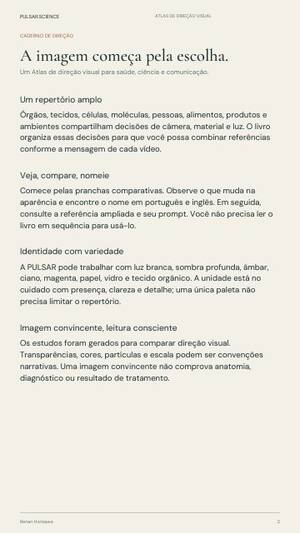 PULSAR SCIENCE
ATLAS DE DIREÇÃO VISUAL
CADERNO DE DIREÇÃO
A imagem começa pela escolha.
Um Atlas de direção visual para saúde, ciência e comunicação.
Um repertório amplo
Órgãos, tecidos, células, moléculas, pessoas, alimentos, produtos e
ambientes compartilham decisões de câmera, material e luz. O livro
organiza essas decisões para que você possa combinar referências
conforme a mensagem de cada vídeo.
Veja, compare, nomeie
Comece pelas pranchas comparativas. Observe o que muda na
aparência e encontre o nome em português e inglês. Em seguida,
consulte a referência ampliada e seu prompt. Você não precisa ler o
livro em sequência para usá-lo.
Identidade com variedade
A PULSAR pode trabalhar com luz branca, sombra profunda, âmbar,
ciano, magenta, papel, vidro e tecido orgânico. A unidade está no
cuidado com presença, clareza e detalhe; uma única paleta não
precisa limitar o repertório.
Imagem convincente, leitura consciente
Os estudos foram gerados para comparar direção visual.
Transparências, cores, partículas e escala podem ser convenções
narrativas. Uma imagem convincente não comprova anatomia,
diagnóstico ou resultado de tratamento.